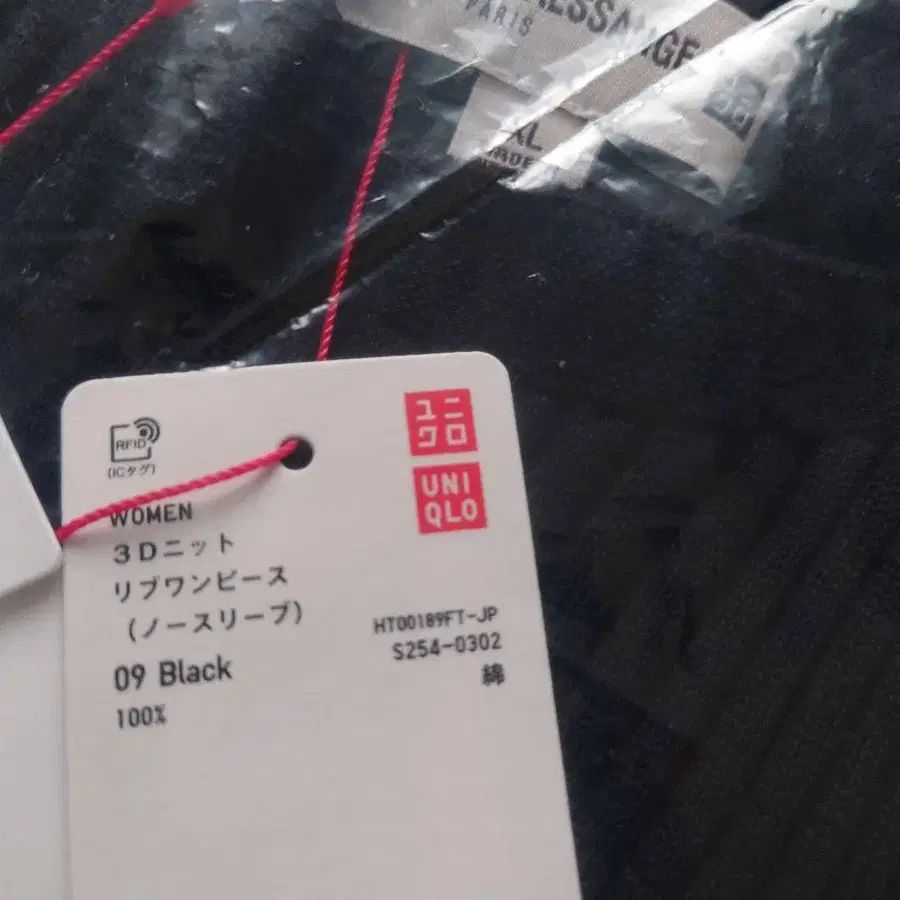 PARIS
XL
RFID
(ICタグ)
ユニ
クロ
UNI
QLO
WOMEN
3Dニット
リブワンピース
(ノースリーブ)
09 Black
100%
HT00189FT-JP
S254-0302
綿